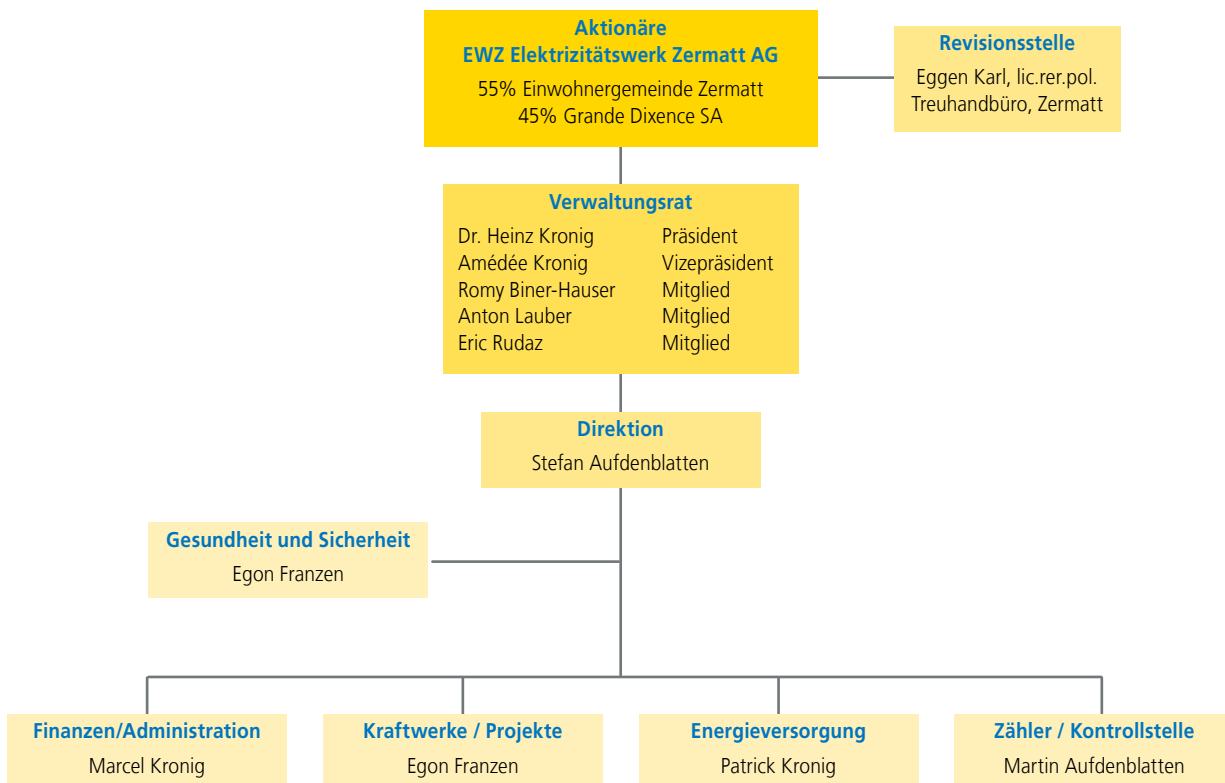 Aktionäre
EWZ Elektrizitätswerk Zermatt AG
55% Einwohnergemeinde Zermatt
45% Grande Dixence SA
Revisionsstelle
Eggen Karl, lic.rer.pol.
Treuhandbüro, Zermatt
Verwaltungsrat
Dr. Heinz Kronig Präsident
Amédée Kronig Vizepräsident
Romy Biner-Hauser Mitglied
Anton Lauber Mitglied
Eric Rudaz Mitglied
Direktion
Stefan Aufdenblatten
Gesundheit und Sicherheit
Egon Franzen
Finanzen/Administration
Marcel Kronig
Kraftwerke / Projekte
Egon Franzen
Energieversorgung
Patrick Kronig
Zähler / Kontrollstelle
Martin Aufdenblatten